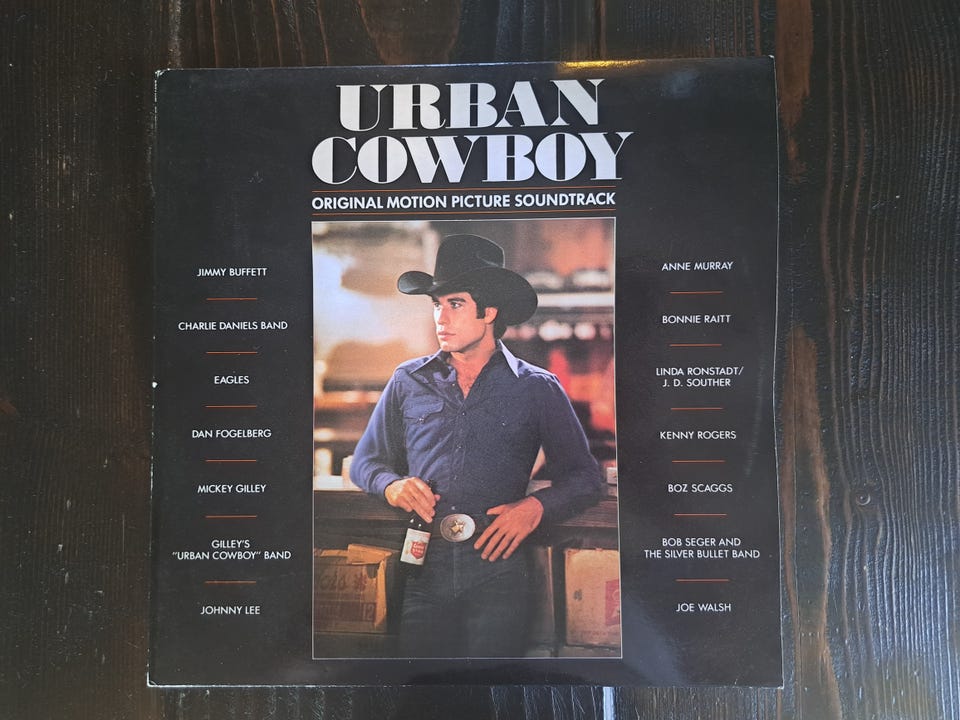 URBAN
COWBOY
ORIGINAL MOTION PICTURE SOUNDTRACK
JIMMY BUFFETT
CHARLIE DANIELS BAND
EAGLES
DAN FOGELBERG
MICKEY GILLEY
GILLEY'S
"URBAN COWBOY" BAND
JOHNNY LEE
ANNE MURRAY
BONNIE RAITT
LINDA RONSTADT/
J. D. SOUTHER
KENNY ROGERS
BOZ SCAGGS
BOB SEGER AND
THE SILVER BULLET BAND
JOE WALSH